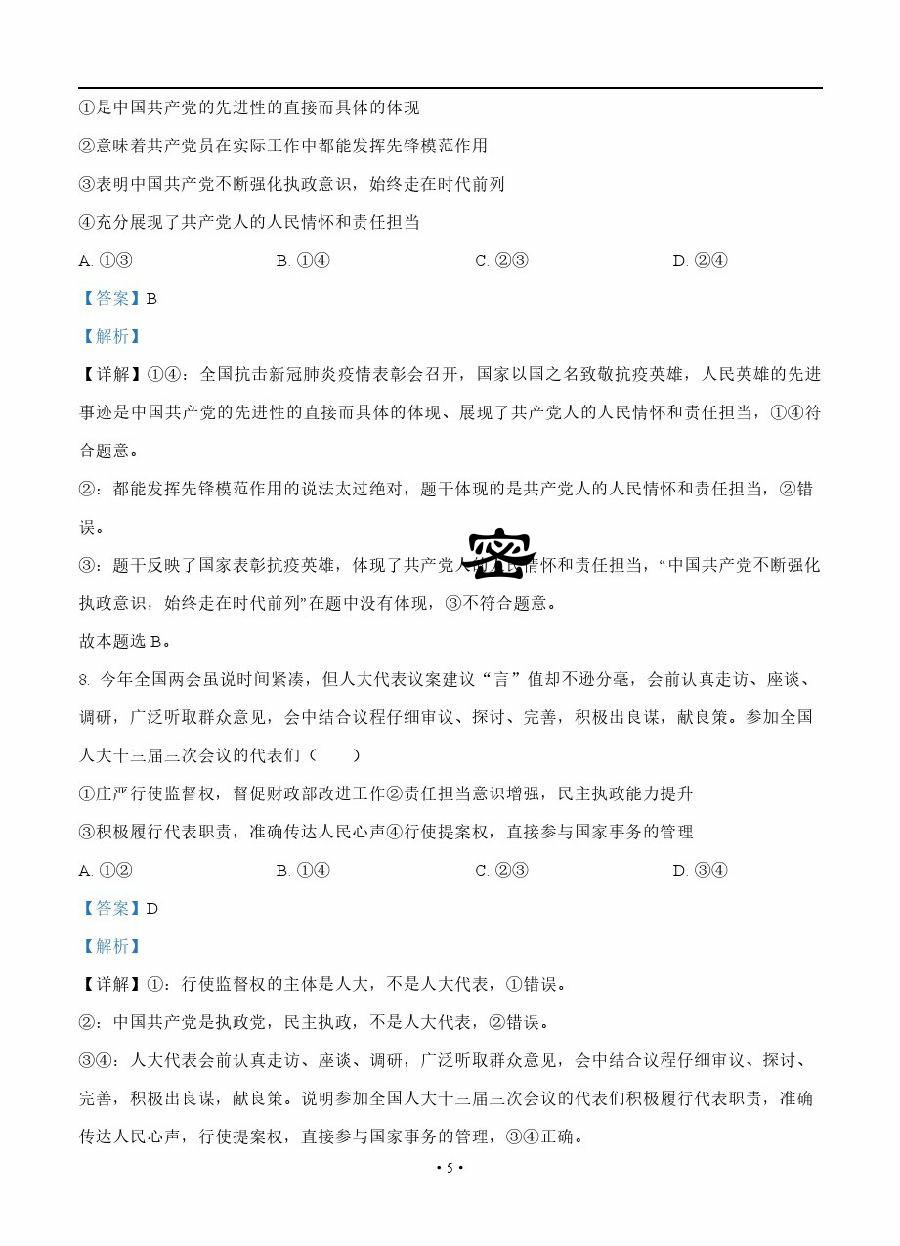 ①是中国共产党的先进性的直接而具体的体现
②意味着共产党员在实际工作中都能发挥先锋模范作用
③表明中国共产党不断强化执政意识，始终走在时代前列
④充分展现了共产党人的人民情怀和责任担当
A. ①③ B. ①④ C. ②③ D. ②④
【答案】B
【解析】
【详解】①④：全国抗击新冠肺炎疫情表彰会召开，国家以国之名致敬抗疫英雄，人民英雄的先进
事迹是中国共产党的先进性的直接而具体的体现、展现了共产党人的人民情怀和责任担当，①④符
合题意。
②：都能发挥先锋模范作用的说法太过绝对，题干体现的是共产党人的人民情怀和责任担当，②错
误。
③：题干反映了国家表彰抗疫英雄，体现了共产党人的人民情怀和责任担当，“中国共产党不断强化
密
执政意识，始终走在时代前列”在题中没有体现，③不符合题意。
故本题选 B。
8. 今年全国两会虽说时间紧凑，但人大代表议案建议“言”值却不逊分毫，会前认真走访、座谈、
调研，广泛听取群众意见，会中结合议程仔细审议、探讨、完善，积极出良谋，献良策。参加全国
人大十三届三次会议的代表们（　　）
①庄严行使监督权，督促财政部改进工作②责任担当意识增强，民主执政能力提升
③积极履行代表职责，准确传达人民心声④行使提案权，直接参与国家事务的管理
A. ①② B. ①④ C. ②③ D. ③④
【答案】D
【解析】
【详解】①：行使监督权的主体是人大，不是人大代表，①错误。
②：中国共产党是执政党，民主执政，不是人大代表，②错误。
③④：人大代表会前认真走访、座谈、调研，广泛听取群众意见，会中结合议程仔细审议、探讨、
完善，积极出良谋，献良策。说明参加全国人大十三届三次会议的代表们积极履行代表职责，准确
传达人民心声，行使提案权，直接参与国家事务的管理，③④正确。
• 5 •